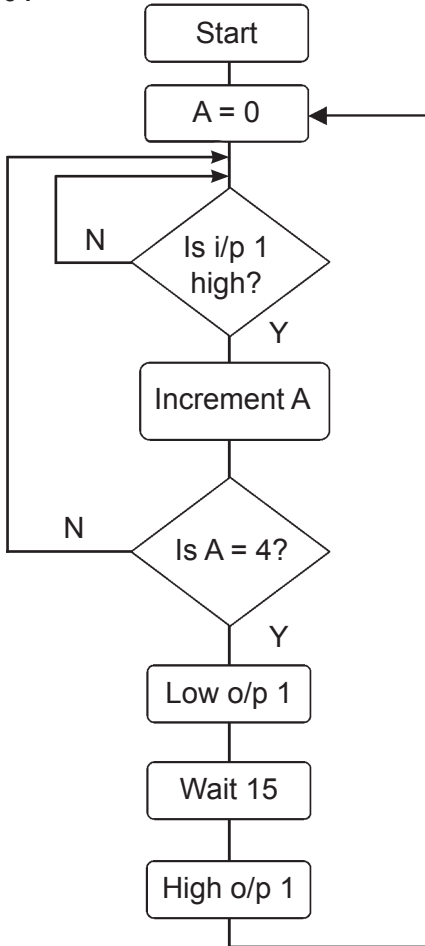 Start
A = 0
N
Is i/p 1
high?
Y
Increment A
N
Is A = 4?
Y
Low o/p 1
Wait 15
High o/p 1